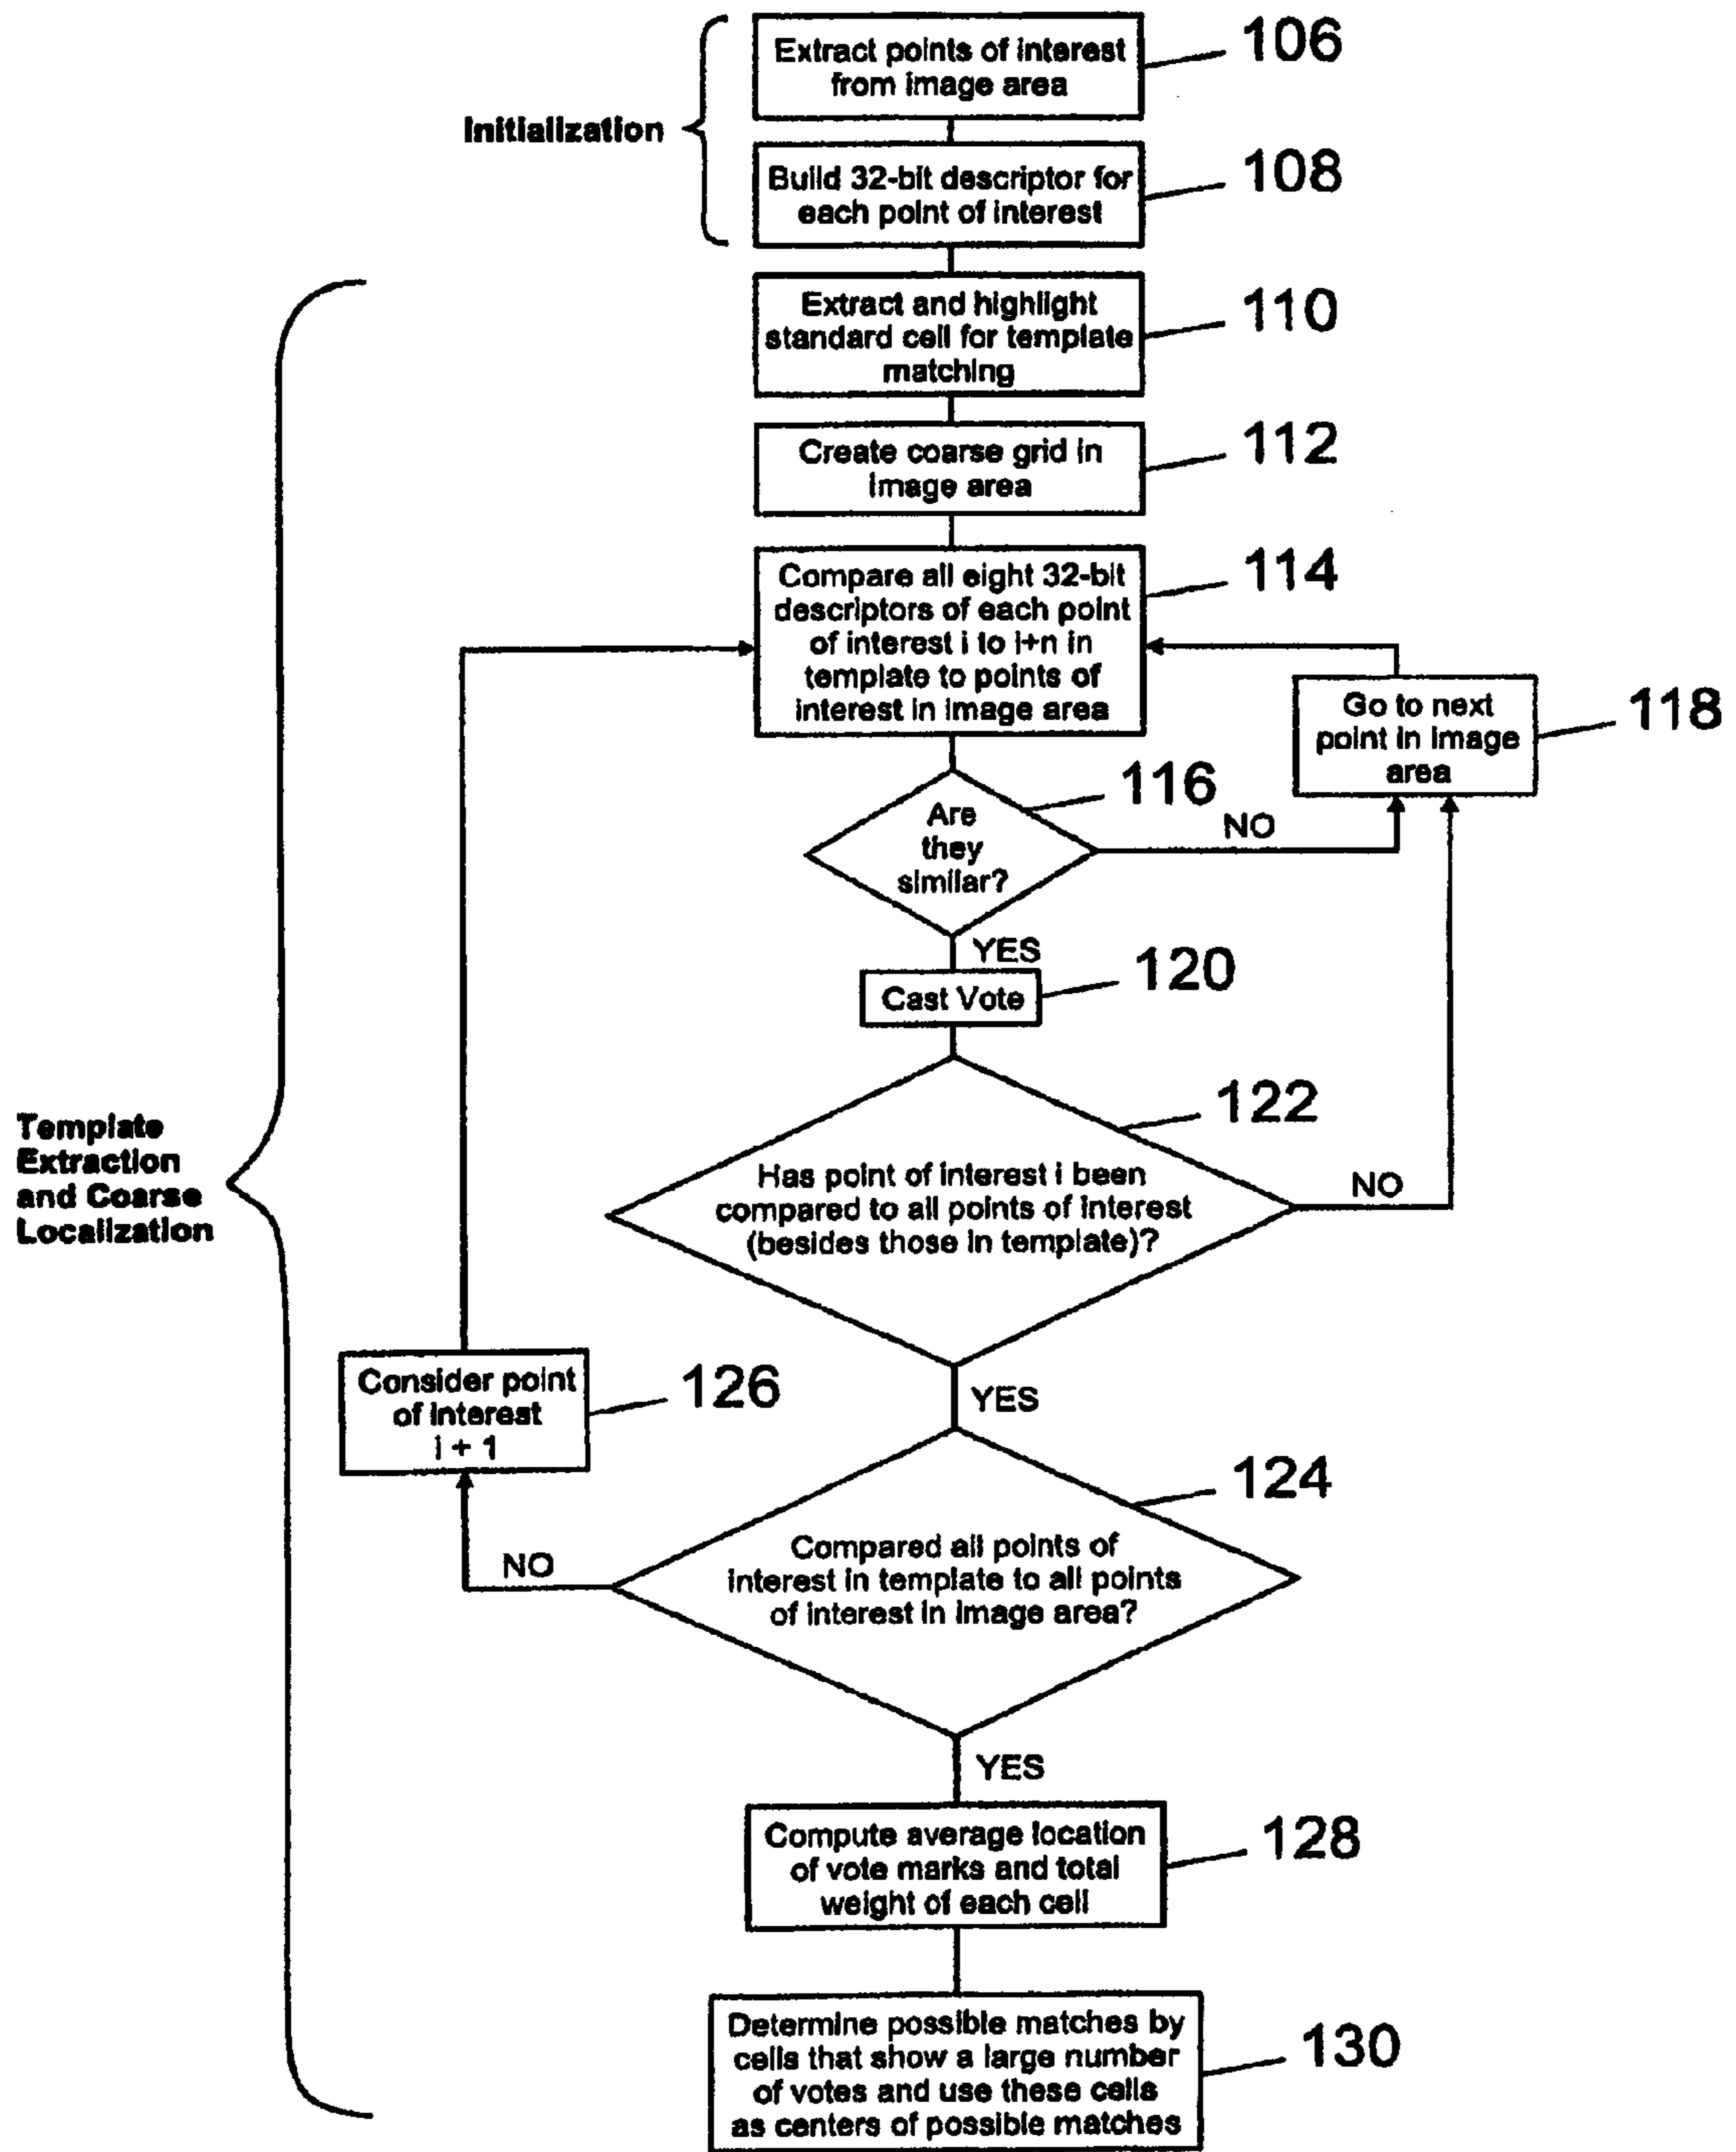 Extract points of interest
from image area
106
Initialization
Build 32-bit descriptor for
each point of interest
108
Extract and highlight
standard cell for template
matching
110
Create coarse grid in
image area
112
Compare all eight 32-bit
descriptors of each point
of interest i to i+n in
template to points of
interest in image area
114
Go to next
point in image
area
118
Are
they
similar?
116
NO
YES
Cast Vote
120
Template
Extraction
and Coarse
Localization
Has point of interest i been
compared to all points of interest
(besides those in template)?
122
NO
YES
Consider point
of interest
i + 1
126
Compared all points of
interest in template to all points
of interest in image area?
124
NO
YES
Compute average location
of vote marks and total
weight of each cell
128
Determine possible matches by
cells that show a large number
of votes and use these cells
as centers of possible matches
130